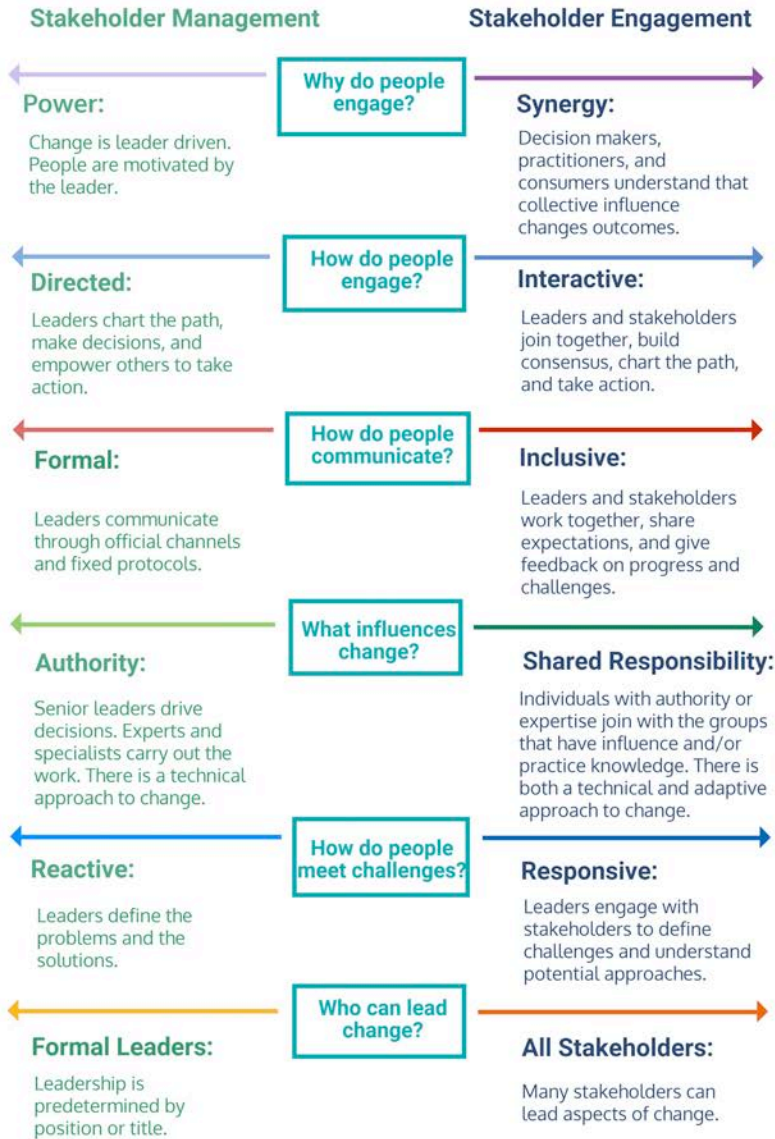 Stakeholder Management
Stakeholder Engagement
Why do people
engage?
Power:
Change is leader driven.
People are motivated by
the leader.
Synergy:
Decision makers,
practitioners, and
consumers understand that
collective influence
changes outcomes.
How do people
engage?
Directed:
Leaders chart the path,
make decisions, and
empower others to take
action.
Interactive:
Leaders and stakeholders
join together, build
consensus, chart the path,
and take action.
How do people
communicate?
Formal:
Leaders communicate
through official channels
and fixed protocols.
Inclusive:
Leaders and stakeholders
work together, share
expectations, and give
feedback on progress and
challenges.
What influences
change?
Authority:
Senior leaders drive
decisions. Experts and
specialists carry out the
work. There is a technical
approach to change.
Shared Responsibility:
Individuals with authority or
expertise join with the groups
that have influence and/or
practice knowledge. There is
both a technical and adaptive
approach to change.
How do people
meet challenges?
Reactive:
Leaders define the
problems and the
solutions.
Responsive:
Leaders engage with
stakeholders to define
challenges and understand
potential approaches.
Who can lead
change?
Formal Leaders:
Leadership is
predetermined by
position or title.
All Stakeholders:
Many stakeholders can
lead aspects of change.